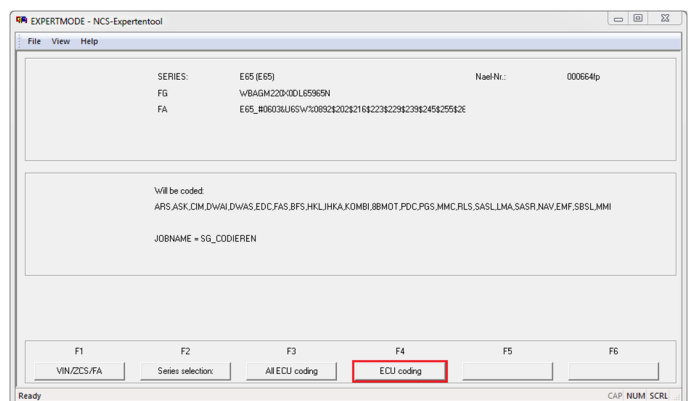 EXPERTMODE - NCS-Expertentool
File View Help
SERIES: E65 (E65) Nael-Nr.: 000664fp
FG WBAGM220X0DL65965N
FA E65_#0603&U6SW%0892$202$216$223$229$239$245$255$26
Will be coded:
ARS,ASK,CIM,DWAI,DWAS,EDC,FAS,BFS,HKL,IHKA,KOMBI,8BMOT,PDC,PGS,MMC,RLS,SASL,LMA,SASR,NAV,EMF,SBSL,MMI
JOBNAME = SG_CODIEREN
F1 F2 F3 F4 F5 F6
VIN/ZCS/FA Series selection: All ECU coding ECU coding
Ready CAP NUM SCRL